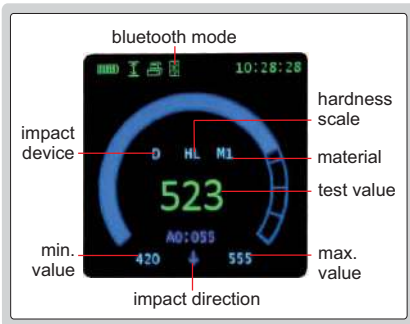 bluetooth mode
10:28:28
hardness
scale
impact
device
D HL M1
material
523
test value
A0:055
min.
value
420
555
max.
value
impact direction